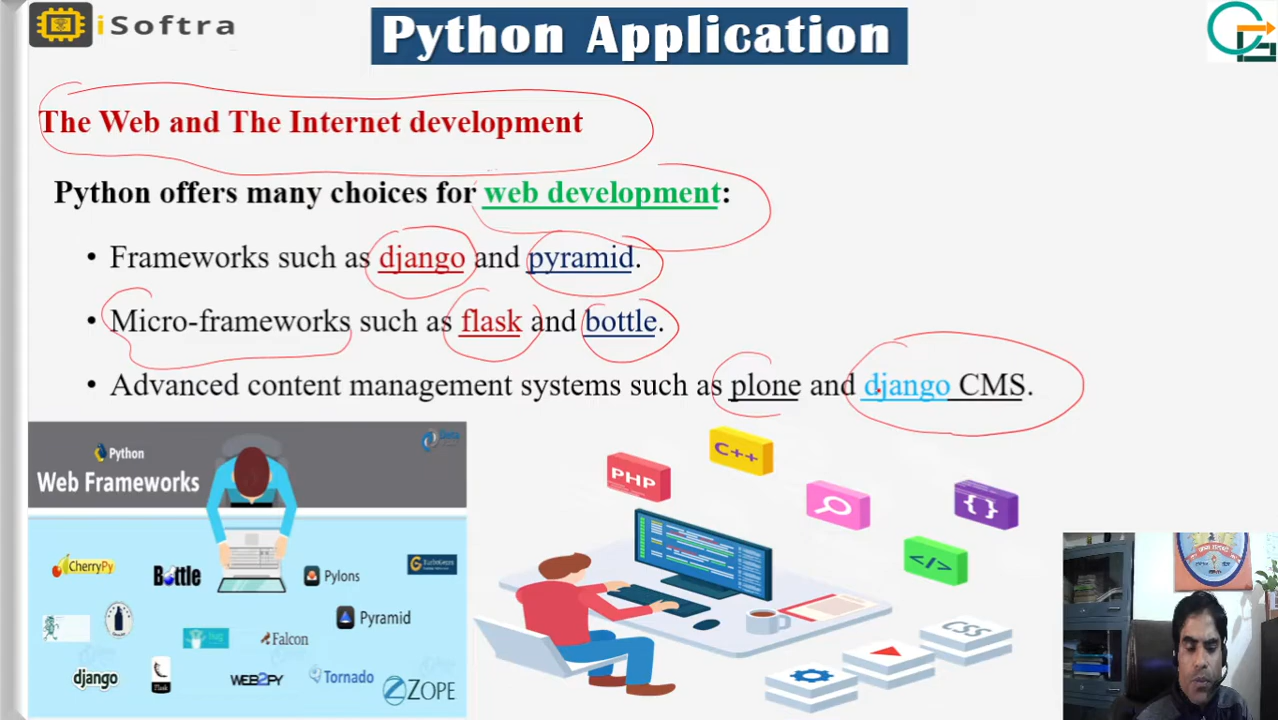 iSoftra
Python Application
The Web and The Internet development
Python offers many choices for web development:
• Frameworks such as django and pyramid.
• Micro-frameworks such as flask and bottle.
• Advanced content management systems such as plone and django CMS.
Python
Web Frameworks
CherryPy
Bottle
Pylons
Pyramid
Falcon
django
Flask
WEB2PY
Tornado
ZOPE
PHP
C++
{}
</>
CSS